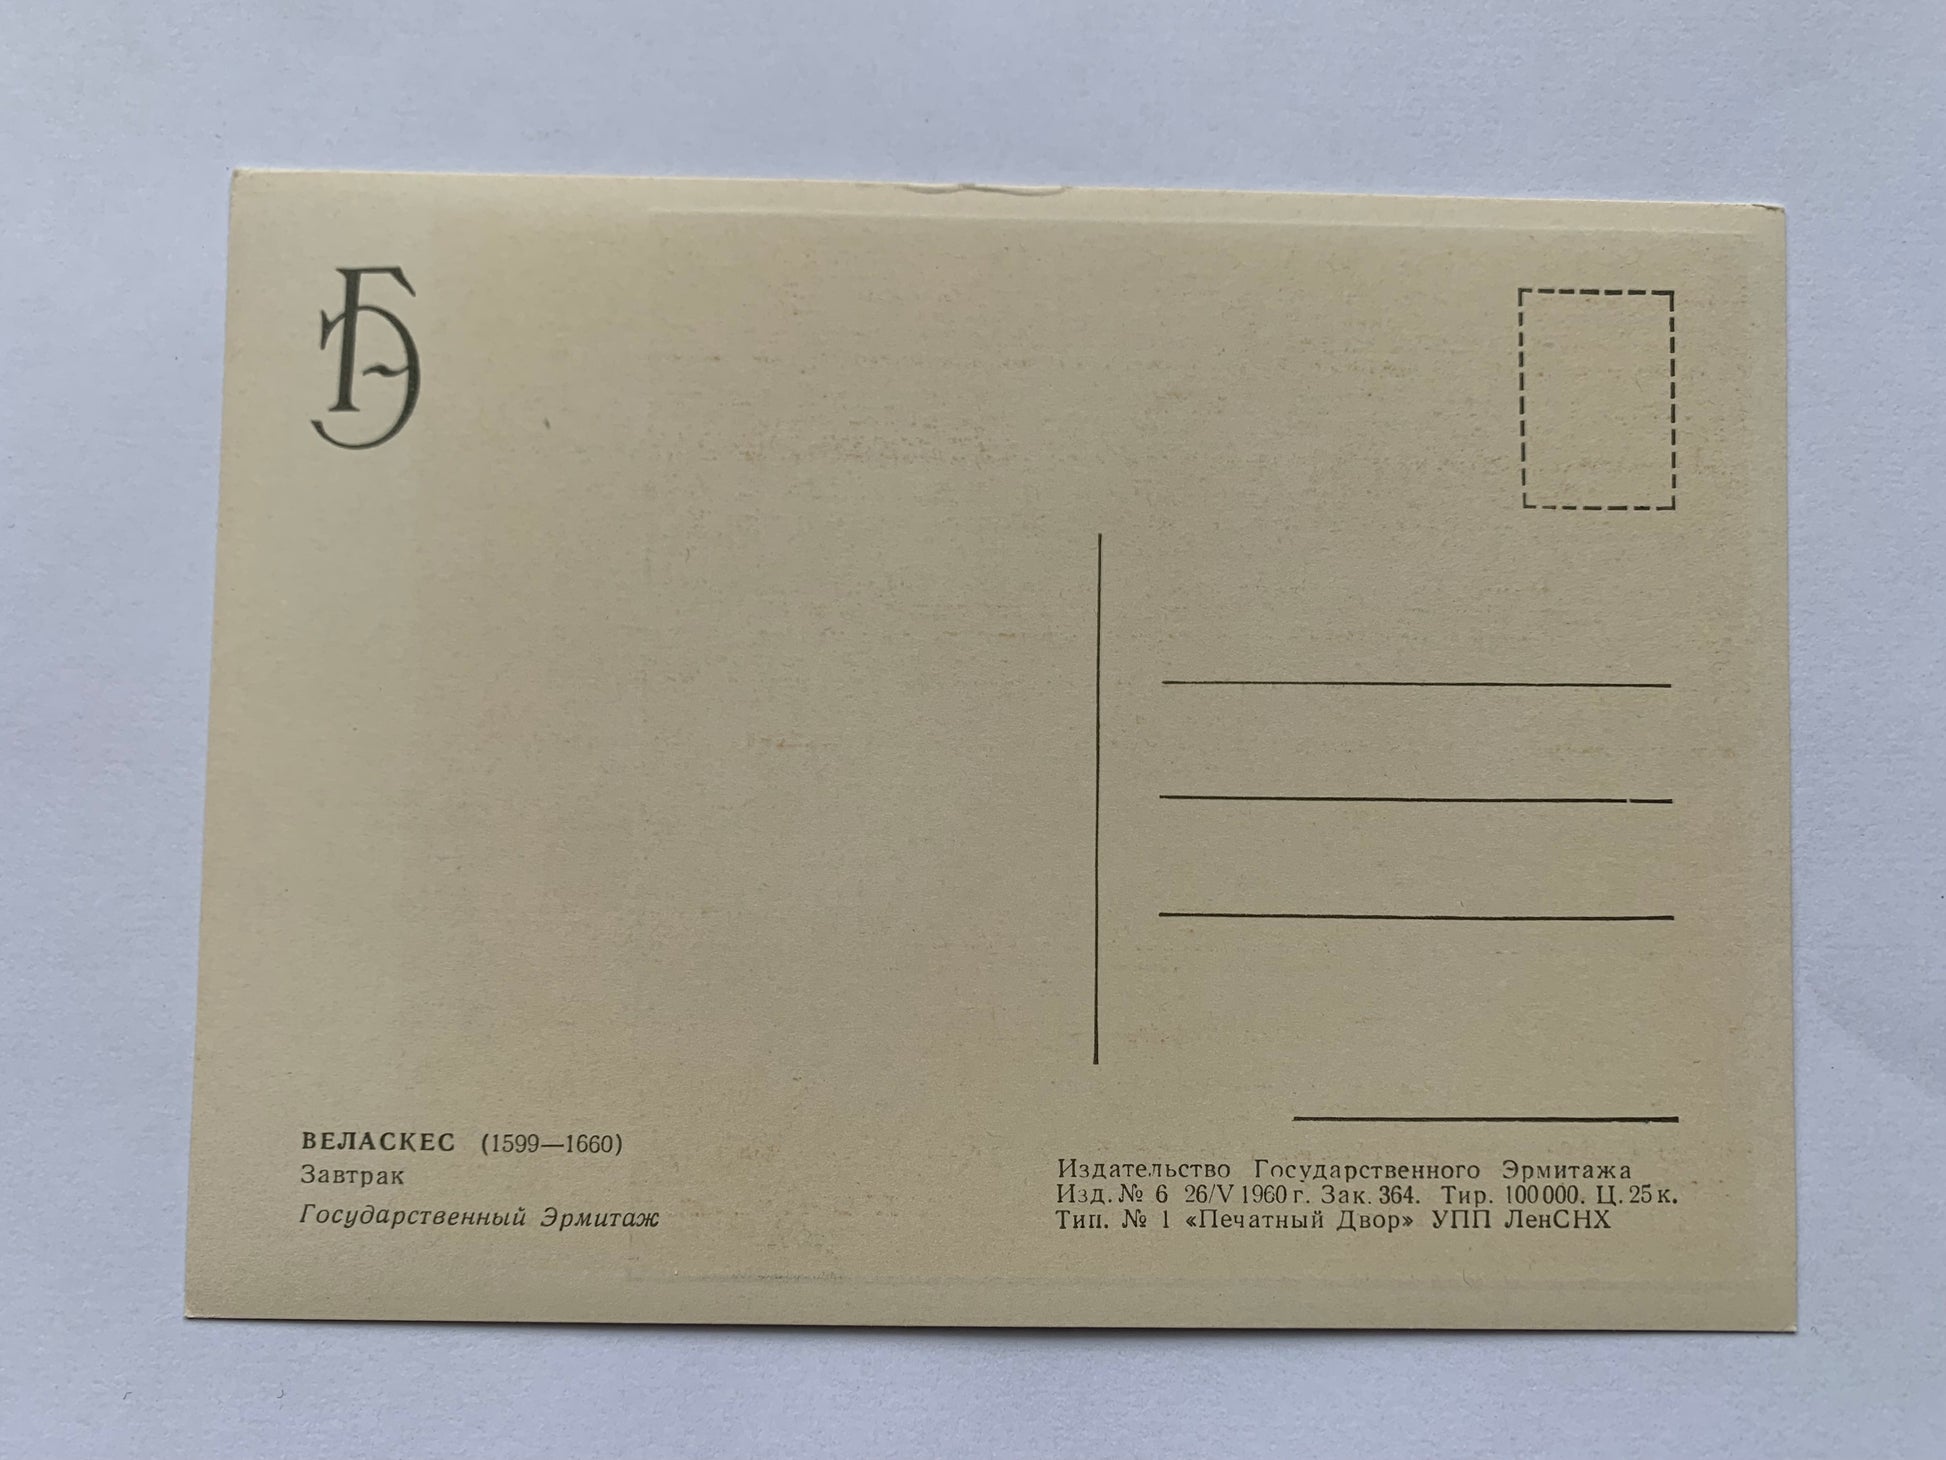 ГЭ
ВЕЛАСКЕС (1599—1660)
Завтрак
Государственный Эрмитаж
Издательство Государственного Эрмитажа
Изд. № 6 26/V 1960 г. Зак. 364. Тир. 100 000. Ц. 25 к.
Тип. № 1 «Печатный Двор» УПП ЛенСНХ